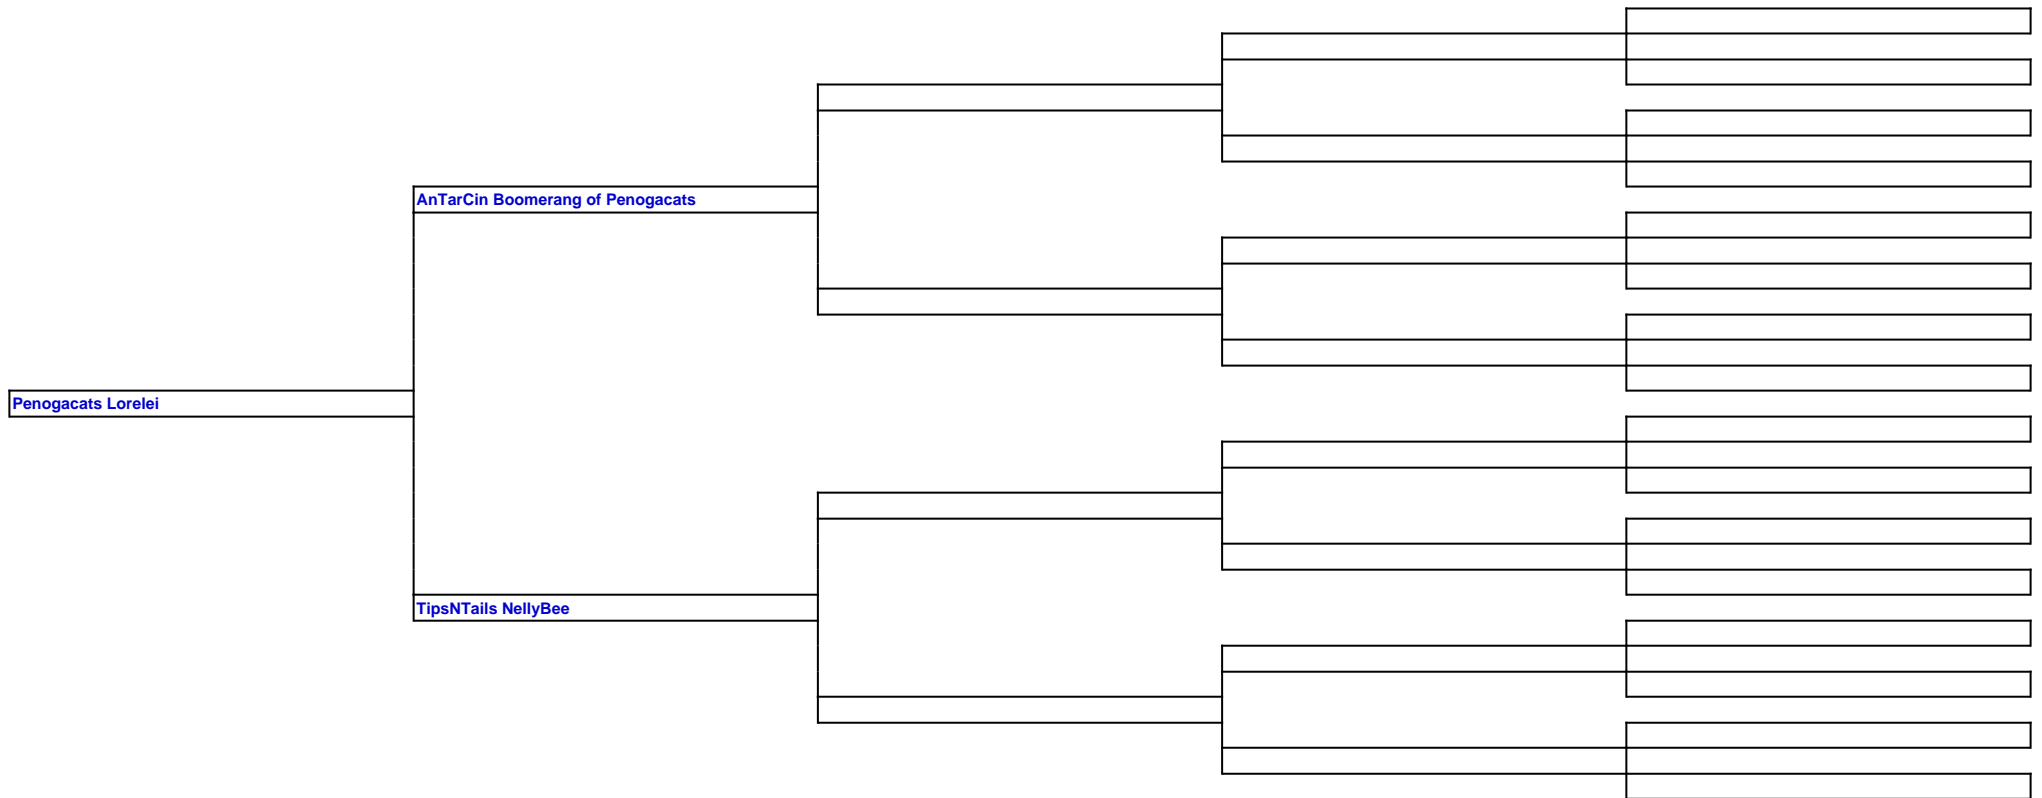 AnTarCin Boomerang of Penogacats
Penogacats Lorelei
TipsNTails NellyBee